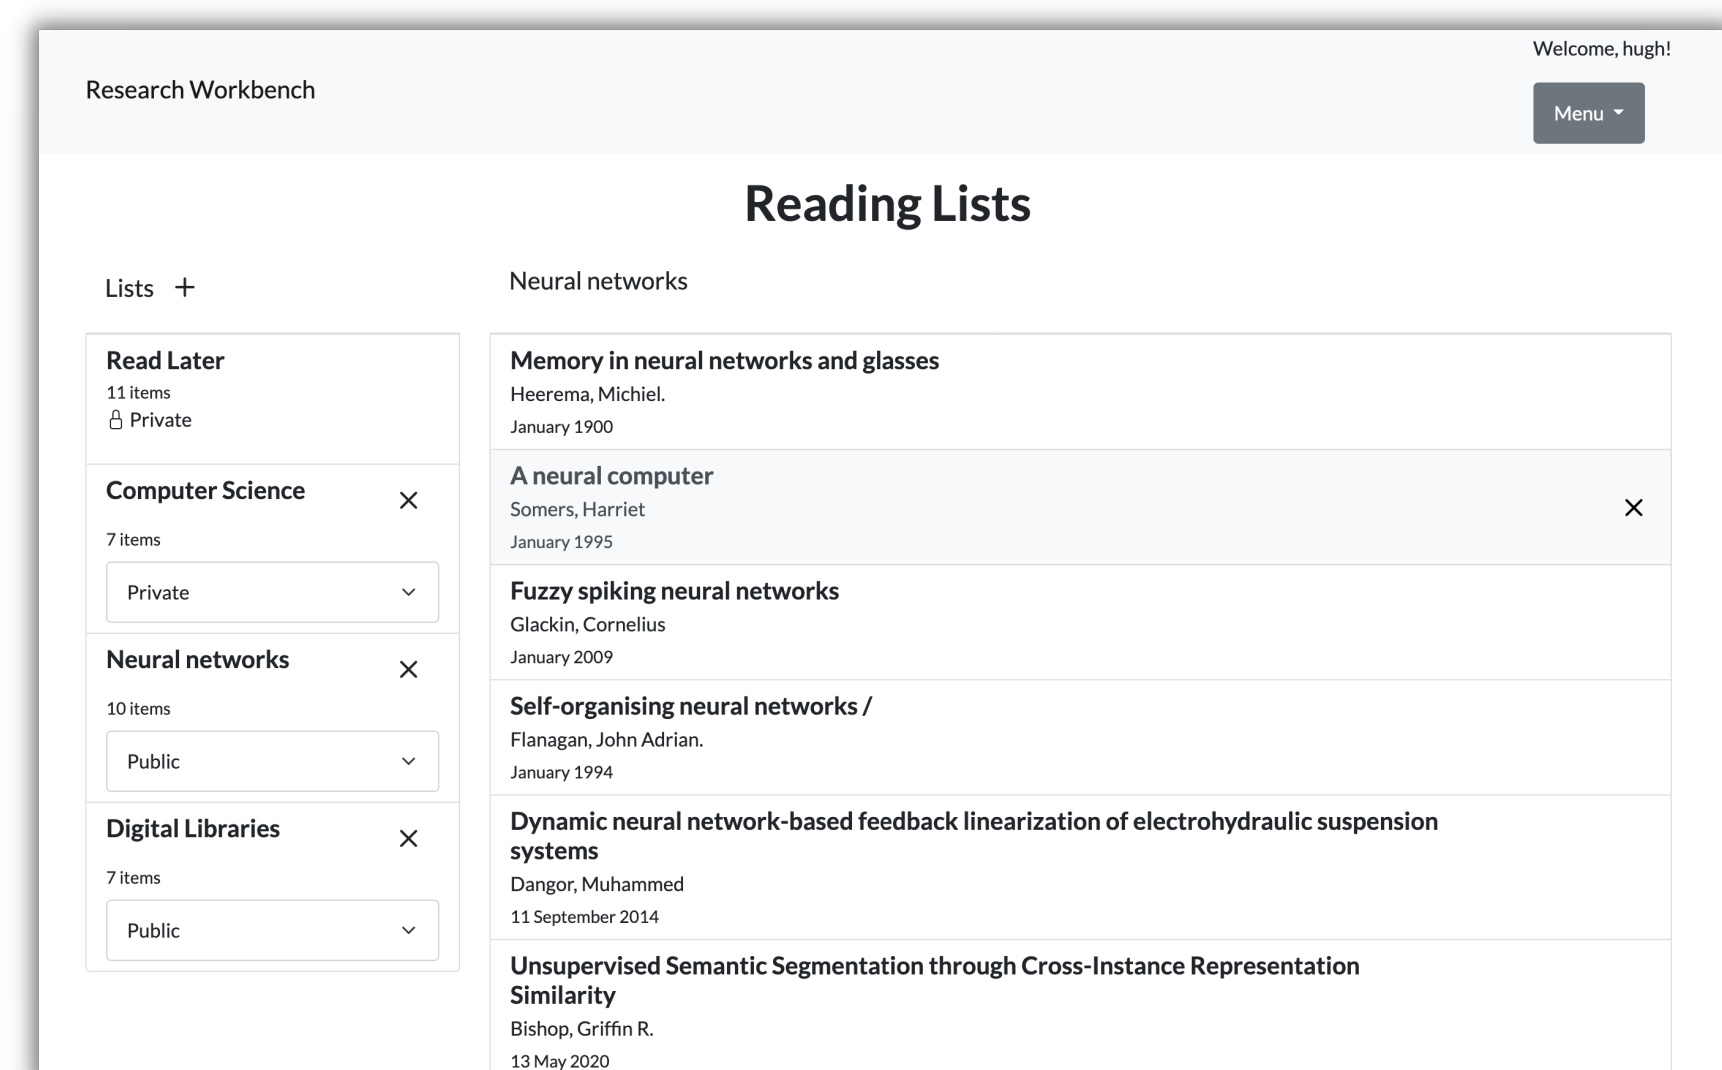 Welcome, hugh!
Research Workbench
Menu
Reading Lists
Lists +
Read Later
11 items
Private
Computer Science
7 items
Private
Neural networks
10 items
Public
Digital Libraries
7 items
Public
Neural networks
Memory in neural networks and glasses
Heerema, Michiel.
January 1900
A neural computer
Somers, Harriet
January 1995
Fuzzy spiking neural networks
Glackin, Cornelius
January 2009
Self-organising neural networks /
Flanagan, John Adrian.
January 1994
Dynamic neural network-based feedback linearization of electrohydraulic suspension
systems
Dangor, Muhammed
11 September 2014
Unsupervised Semantic Segmentation through Cross-Instance Representation
Similarity
Bishop, Griffin R.
13 May 2020